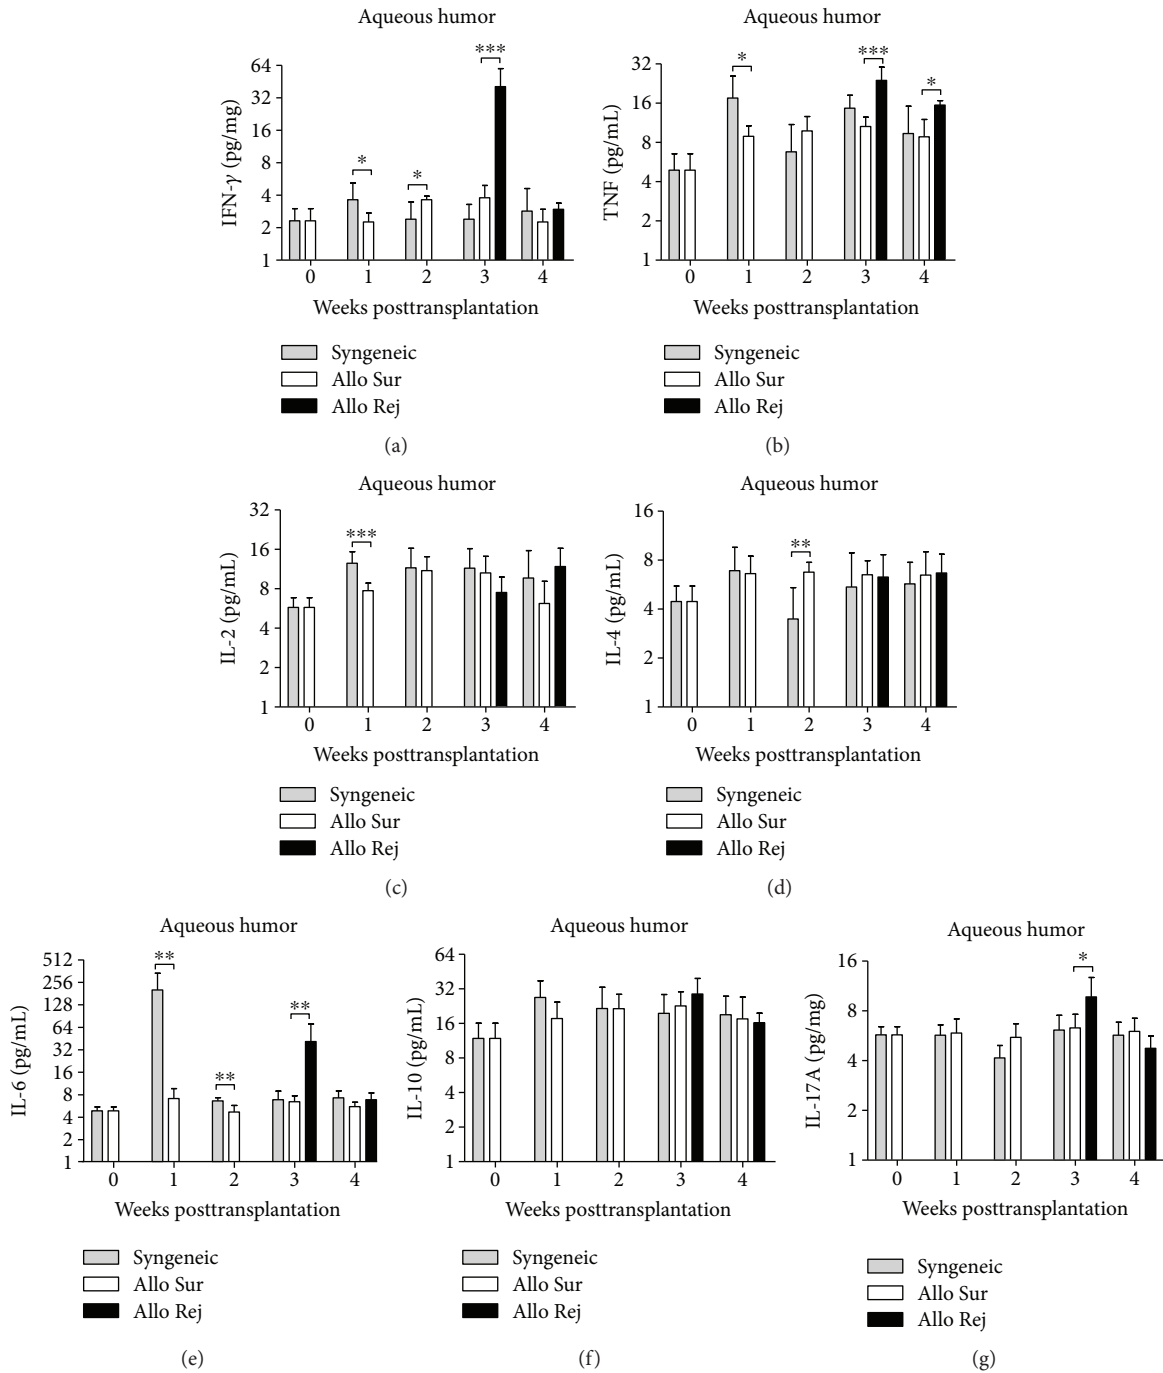 Aqueous humor
***
64
32
16
8
4
2
1
*
*
IFN-γ (pg/mg)
0 1 2 3 4
Weeks posttransplantation
Syngeneic
Allo Sur
Allo Rej
(a)
Aqueous humor
*
***
*
32
16
8
4
2
1
TNF (pg/mL)
0 1 2 3 4
Weeks posttransplantation
Syngeneic
Allo Sur
Allo Rej
(b)
Aqueous humor
***
32
16
8
4
2
1
IL-2 (pg/mL)
0 1 2 3 4
Weeks posttransplantation
Syngeneic
Allo Sur
Allo Rej
(c)
Aqueous humor
**
16
8
4
2
1
IL-4 (pg/mL)
0 1 2 3 4
Weeks posttransplantation
Syngeneic
Allo Sur
Allo Rej
(d)
Aqueous humor
**
**
**
512
256
128
64
32
16
8
4
2
1
IL-6 (pg/mL)
0 1 2 3 4
Weeks posttransplantation
Syngeneic
Allo Sur
Allo Rej
(e)
Aqueous humor
64
32
16
8
4
2
1
IL-10 (pg/mL)
0 1 2 3 4
Weeks posttransplantation
Syngeneic
Allo Sur
Allo Rej
(f)
Aqueous humor
*
16
8
4
2
1
IL-17A (pg/mg)
0 1 2 3 4
Weeks posttransplantation
Syngeneic
Allo Sur
Allo Rej
(g)